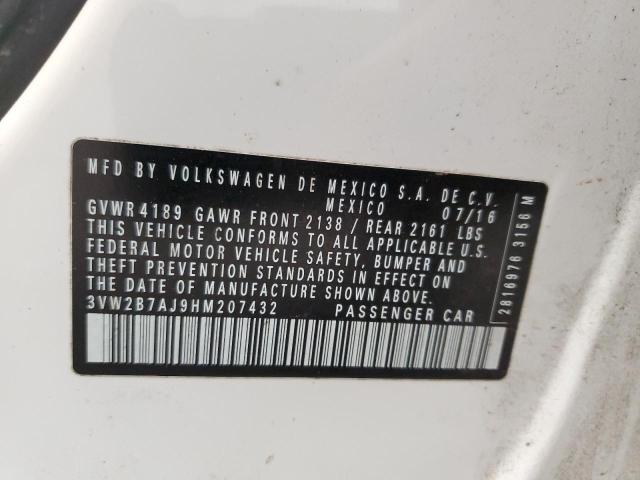 MFD BY VOLKSWAGEN DE MEXICO S.A. DE C.V.
MEXICO 07/16
GVWR 4189 GAWR FRONT 2138 / REAR 2161 LBS
THIS VEHICLE CONFORMS TO ALL APPLICABLE U.S.
FEDERAL MOTOR VEHICLE SAFETY, BUMPER AND
THEFT PREVENTION STANDARDS IN EFFECT ON
THE DATE OF MANUFACTURE SHOWN ABOVE.
3VW2B7AJ9HM207432 PASSENGER CAR
2816976 3156 M